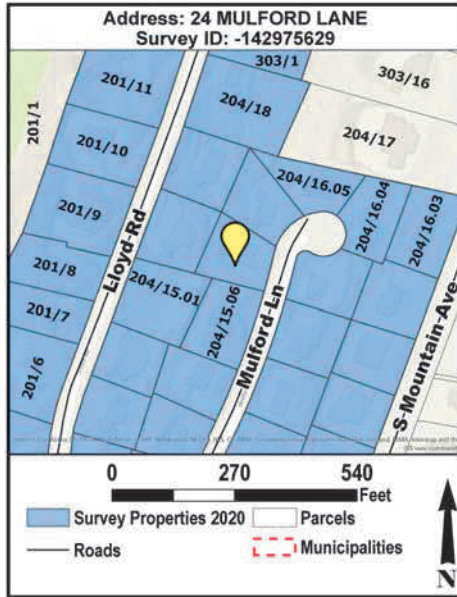 Address: 24 MULFORD LANE
Survey ID: -142975629
303/1
303/16
201/11
204/18
201/1
204/17
201/10
204/16.05
204/16.04
204/16.03
201/9
Lloyd Rd
201/8
204/15.01
204/15.06
Mulford Ln
S Mountain Ave
201/7
201/6
0 270 540
Feet
Survey Properties 2020
Parcels
Roads
Municipalities
N